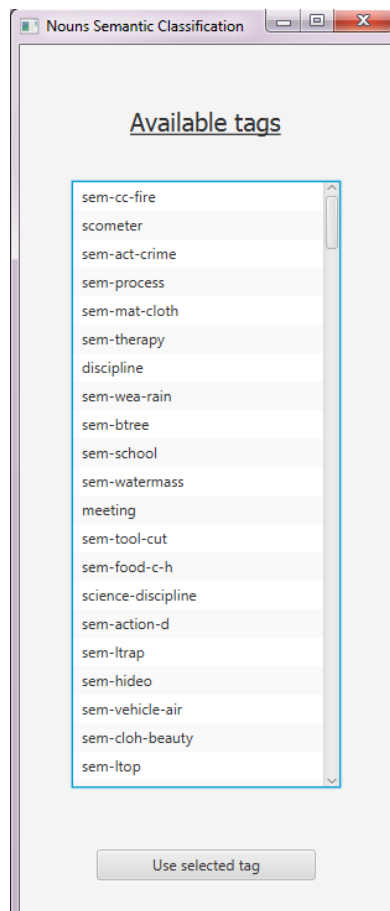 Nouns Semantic Classification
Available tags
sem-cc-fire
scometer
sem-act-crime
sem-process
sem-mat-cloth
sem-therapy
discipline
sem-wea-rain
sem-btree
sem-school
sem-watermass
meeting
sem-tool-cut
sem-food-c-h
science-discipline
sem-action-d
sem-ltrap
sem-hideo
sem-vehicle-air
sem-cloh-beauty
sem-ltop
Use selected tag